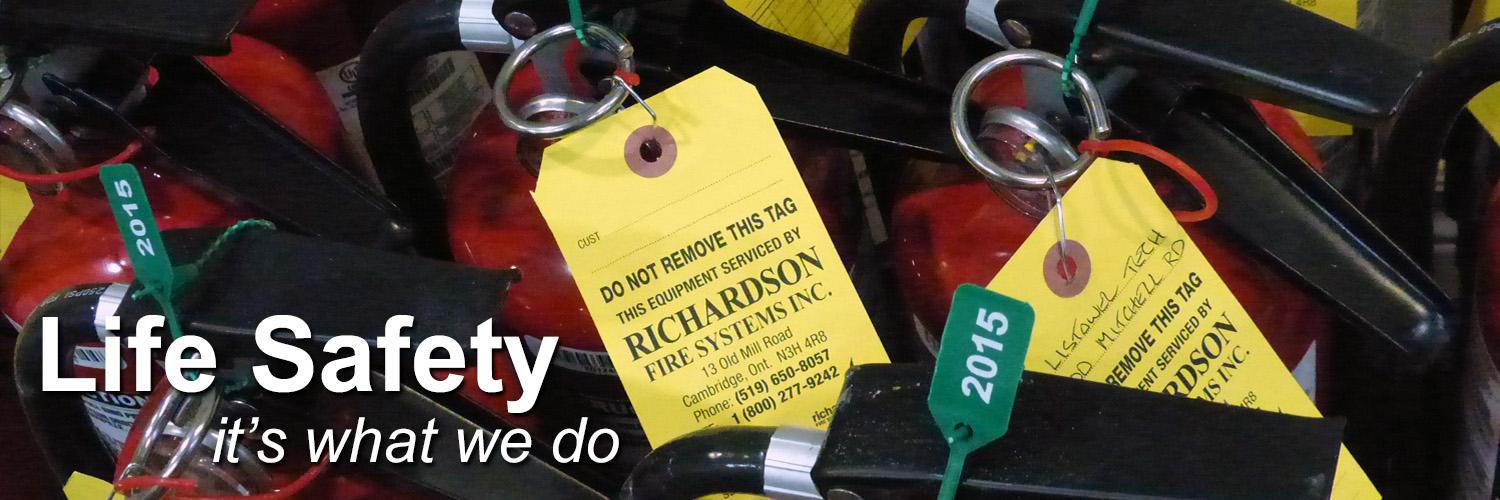 2015
CUST
DO NOT REMOVE THIS TAG
THIS EQUIPMENT SERVICED BY
RICHARDSON
FIRE SYSTEMS INC.
13 Old Mill Road
Cambridge, Ont. N3H 4R8
Phone: (519) 650-8057
1 (800) 277-9242
LISTOWEL TECH
MITCHELL RD
REMOVE THIS TAG
SERVICED BY
2015
Life Safety
it's what we do